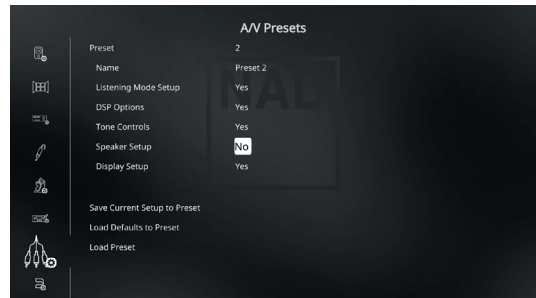 A/V Presets
Preset 2
Name Preset 2
Listening Mode Setup Yes
DSP Options Yes
Tone Controls Yes
Speaker Setup No
Display Setup Yes
Save Current Setup to Preset
Load Defaults to Preset
Load Preset
NAD